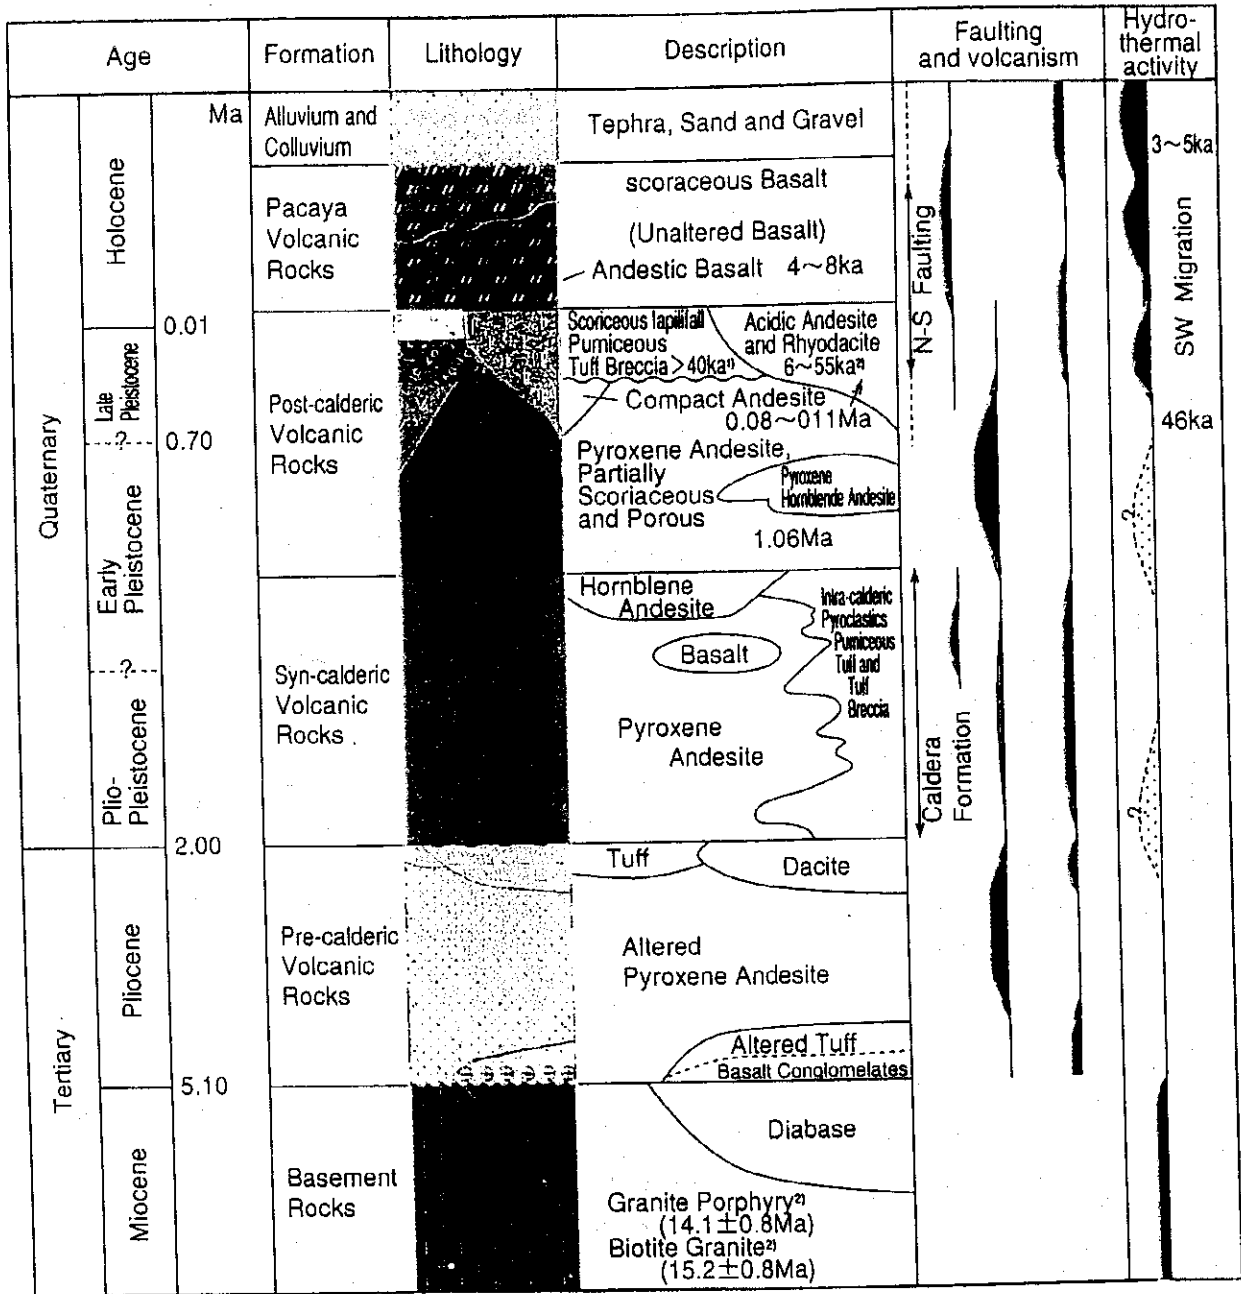 Age
Formation
Lithology
Description
Faulting
and volcanism
Hydro-
thermal
activity
Ma
Quaternary
Holocene
Alluvium and
Colluvium
Tephra, Sand and Gravel
3~5ka
Pacaya
Volcanic
Rocks
scoraceous Basalt
(Unaltered Basalt)
Andestic Basalt 4~8ka
N-S Faulting
SW Migration
0.01
Late
Pleistocene
Post-calderic
Volcanic
Rocks
Scoriceous lapilifall
Pumiceous
Tuff Breccia>40ka¹⁾
Acidic Andesite
and Rhyodacite
6~55ka²⁾
Compact Andesite
0.08~011Ma
46ka
?
0.70
Early
Pleistocene
Pyroxene Andesite,
Partially
Scoriaceous
and Porous
Pyroxene
Hornblende Andesite
1.06Ma
?
Syn-calderic
Volcanic
Rocks
Hornblene
Andesite
Basalt
Pyroxene
Andesite
Intra-calderic
Pyroclastics
Pumiceous
Tuff and
Tuff
Breccia
Caldera
Formation
?
Plio-
Pleistocene
?
2.00
Tertiary
Pliocene
Pre-calderic
Volcanic
Rocks
Tuff
Dacite
Altered
Pyroxene Andesite
Altered Tuff
Basalt Conglomelates
5.10
Miocene
Basement
Rocks
Diabase
Granite Porphyry²⁾
(14.1±0.8Ma)
Biotite Granite²⁾
(15.2±0.8Ma)